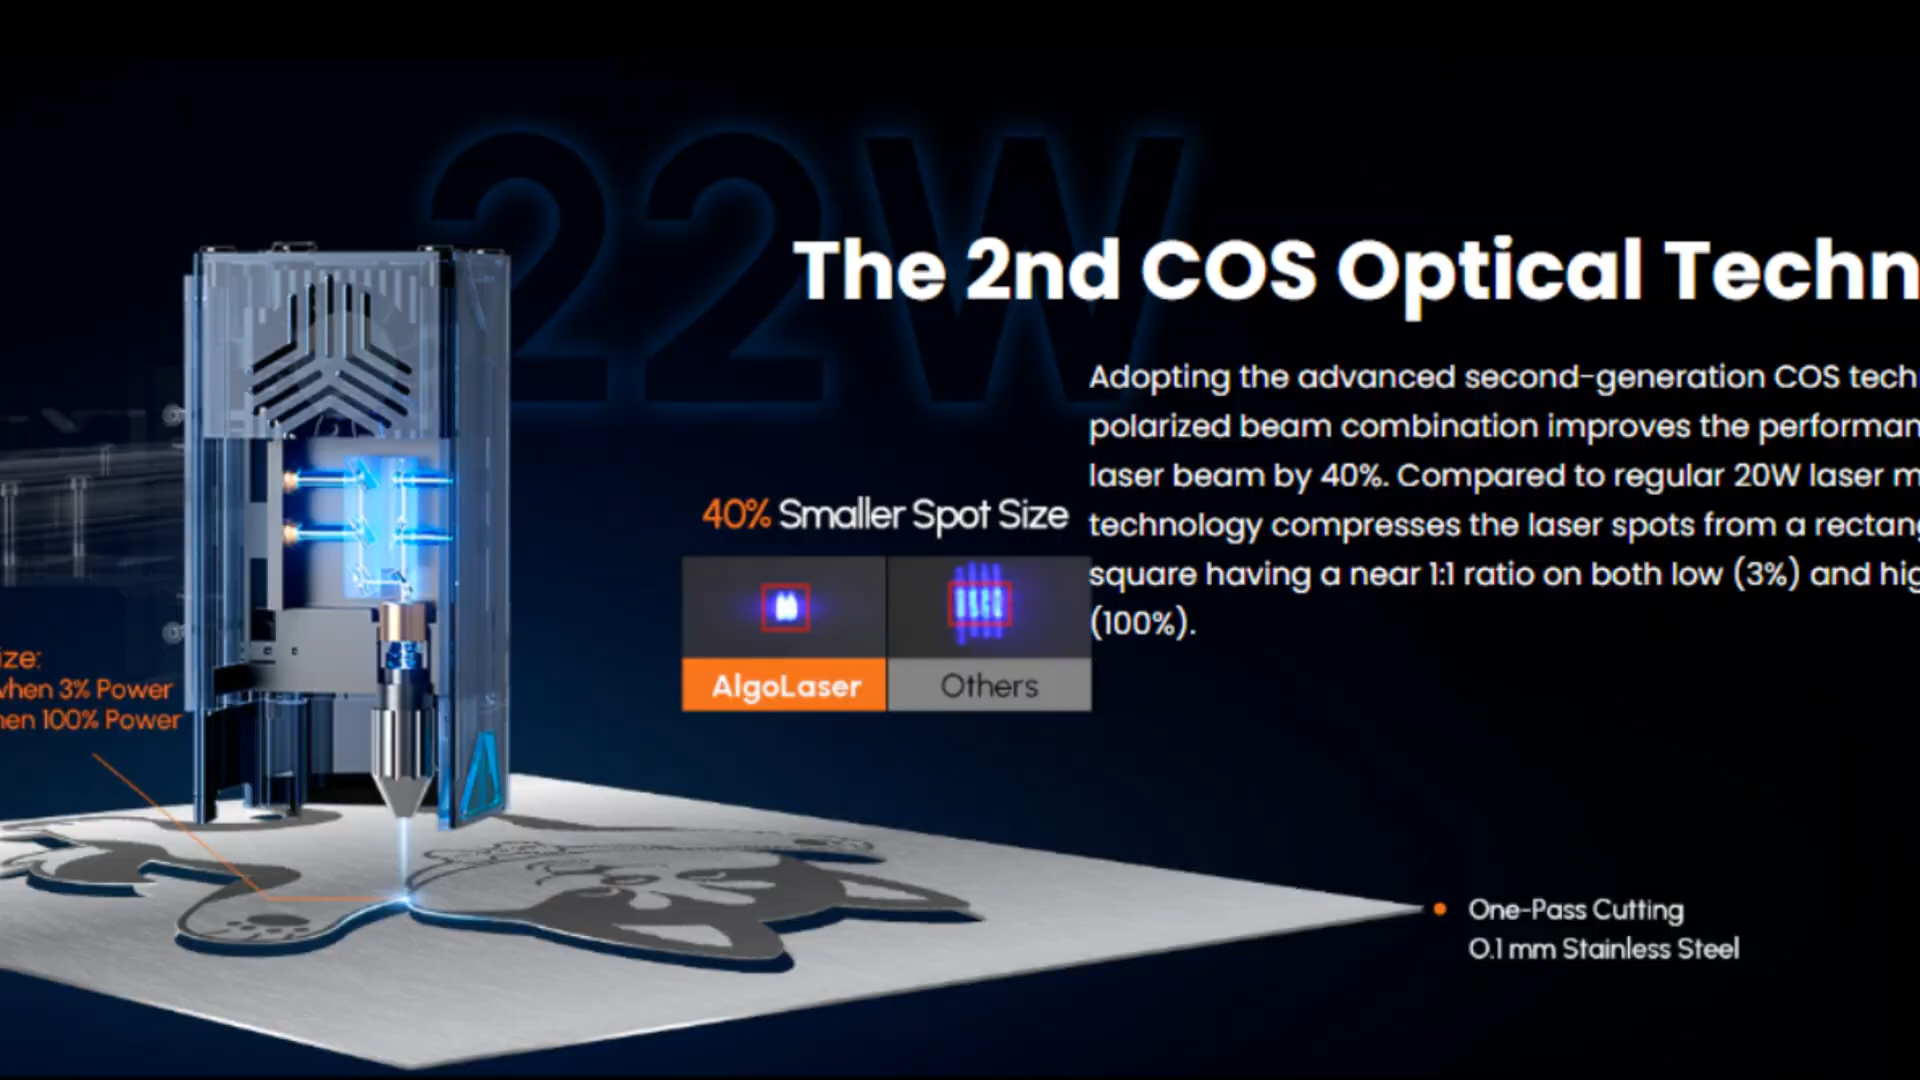 22W
The 2nd COS Optical Techn
Adopting the advanced second-generation COS tech
polarized beam combination improves the performan
laser beam by 40%. Compared to regular 20W laser m
technology compresses the laser spots from a rectang
square having a near 1:1 ratio on both low (3%) and hig
(100%).
40% Smaller Spot Size
AlgoLaser
Others
ize:
when 3% Power
hen 100% Power
One-Pass Cutting
0.1 mm Stainless Steel